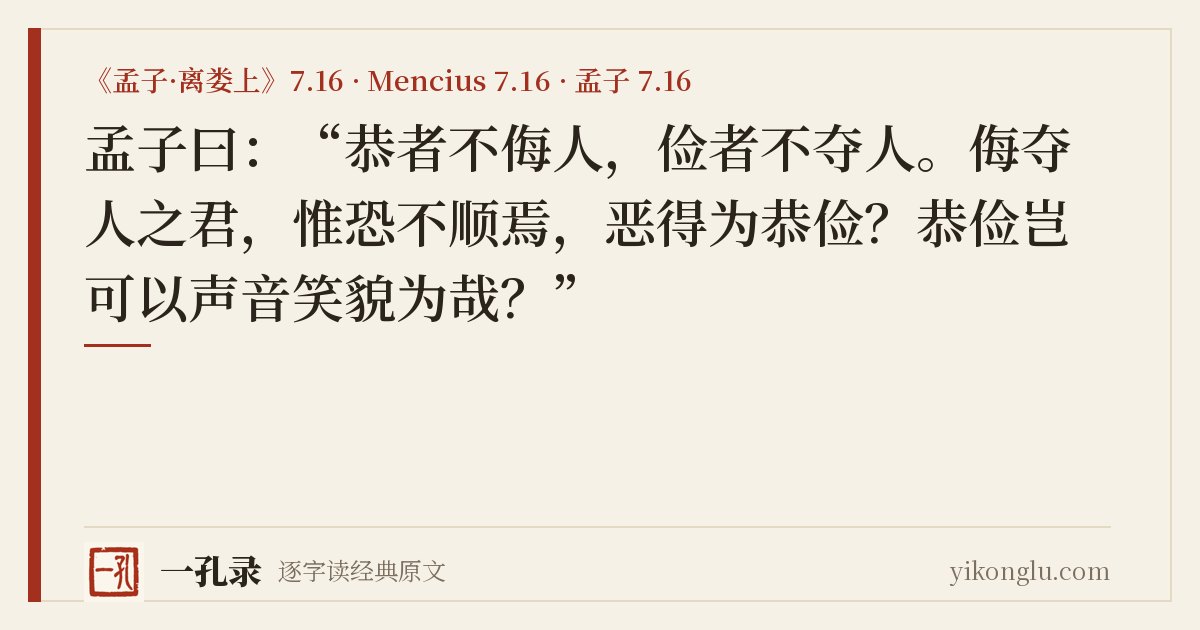 《孟子·离娄上》7.16 · Mencius 7.16 · 孟子 7.16
孟子曰：“恭者不侮人，俭者不夺人。侮夺
人之君，惟恐不顺焉，恶得为恭俭？恭俭岂
可以声音笑貌为哉？”
一孔
一孔录 逐字读经典原文
yikonglu.com